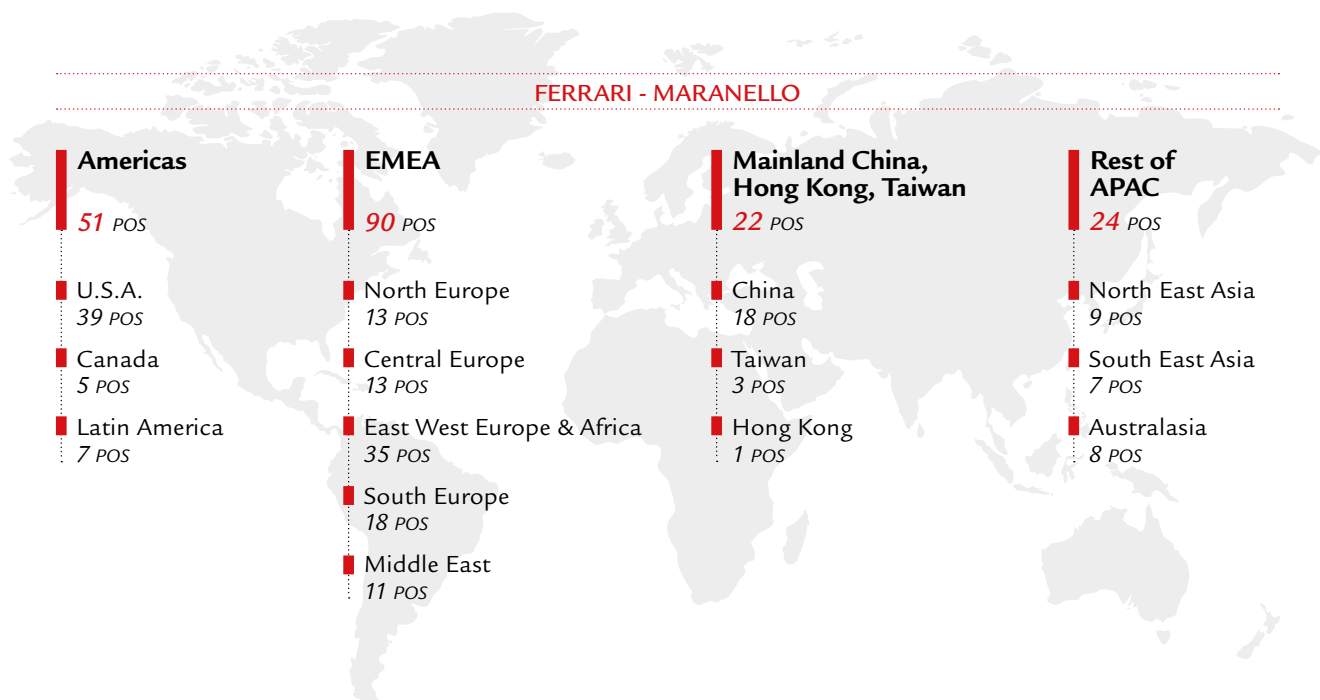 FERRARI - MARANELLO
Americas
51 POS
U.S.A.
39 POS
Canada
5 POS
Latin America
7 POS
EMEA
90 POS
North Europe
13 POS
Central Europe
13 POS
East West Europe & Africa
35 POS
South Europe
18 POS
Middle East
11 POS
Mainland China,
Hong Kong, Taiwan
22 POS
China
18 POS
Taiwan
3 POS
Hong Kong
1 POS
Rest of
APAC
24 POS
North East Asia
9 POS
South East Asia
7 POS
Australasia
8 POS